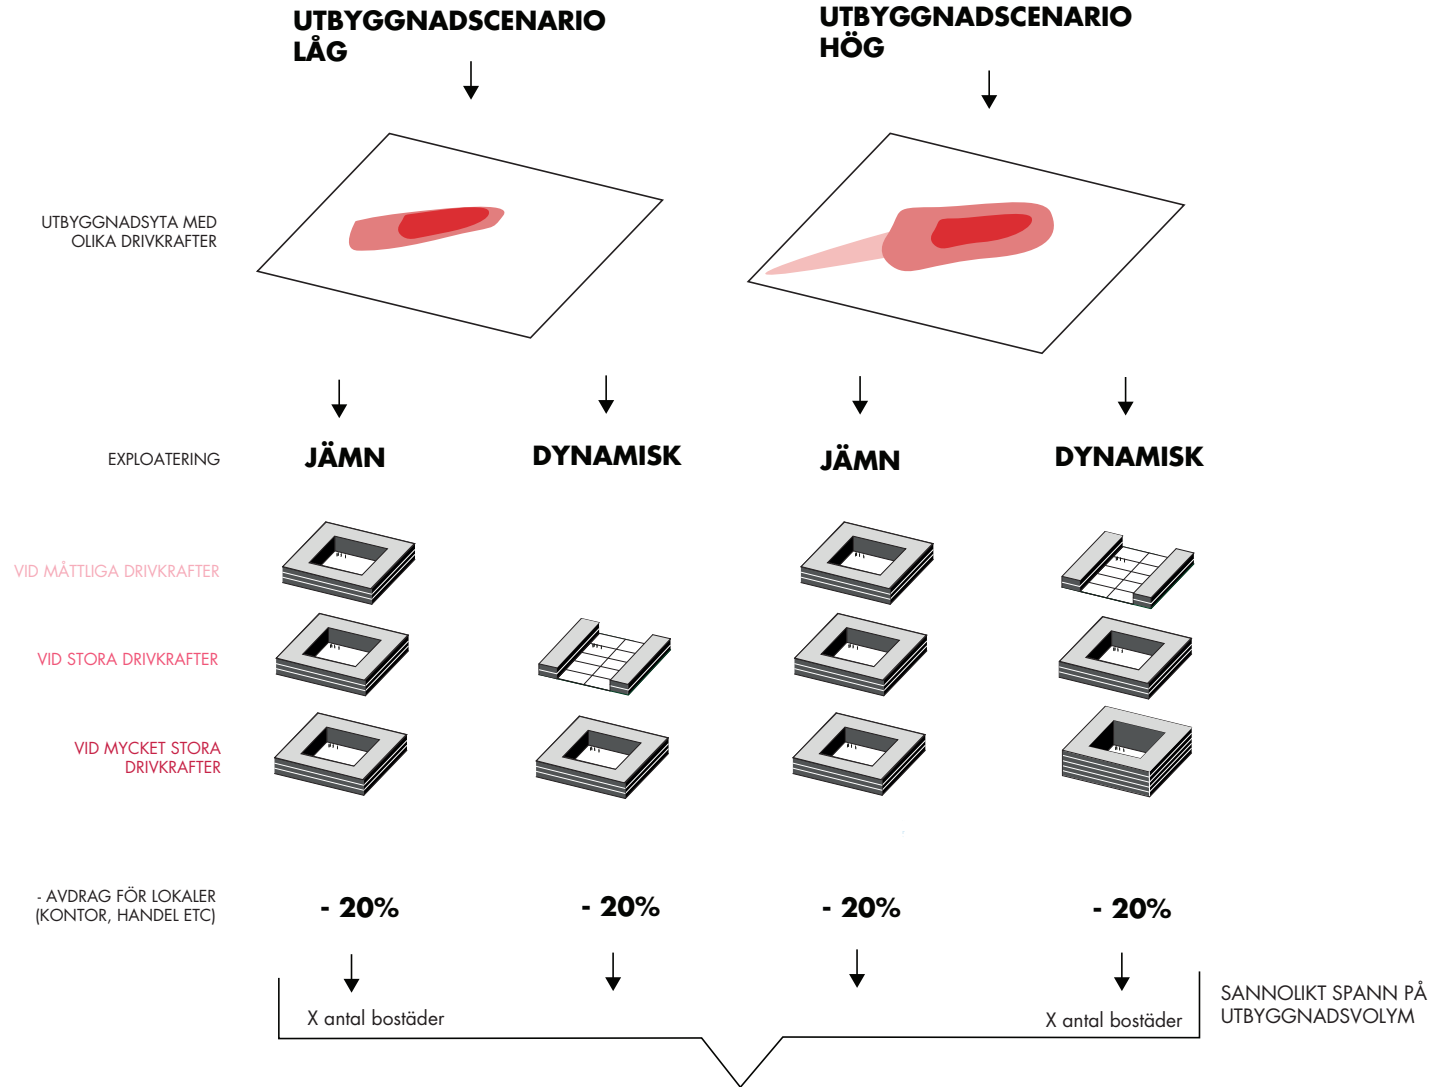 UTBYGGNADSCENARIO
LÅG
UTBYGGNADSCENARIO
HÖG
UTBYGGNADSYTA MED
OLIKA DRIVKRAFTER
EXPLOATERING
JÄMN
DYNAMISK
JÄMN
DYNAMISK
VID MÅTTLIGA DRIVKRAFTER
VID STORA DRIVKRAFTER
VID MYCKET STORA
DRIVKRAFTER
- AVDRAG FÖR LOKALER
(KONTOR, HANDEL ETC)
- 20%
- 20%
- 20%
- 20%
X antal bostäder
X antal bostäder
SANNOLIKT SPANN PÅ
UTBYGGNADSVOLYM